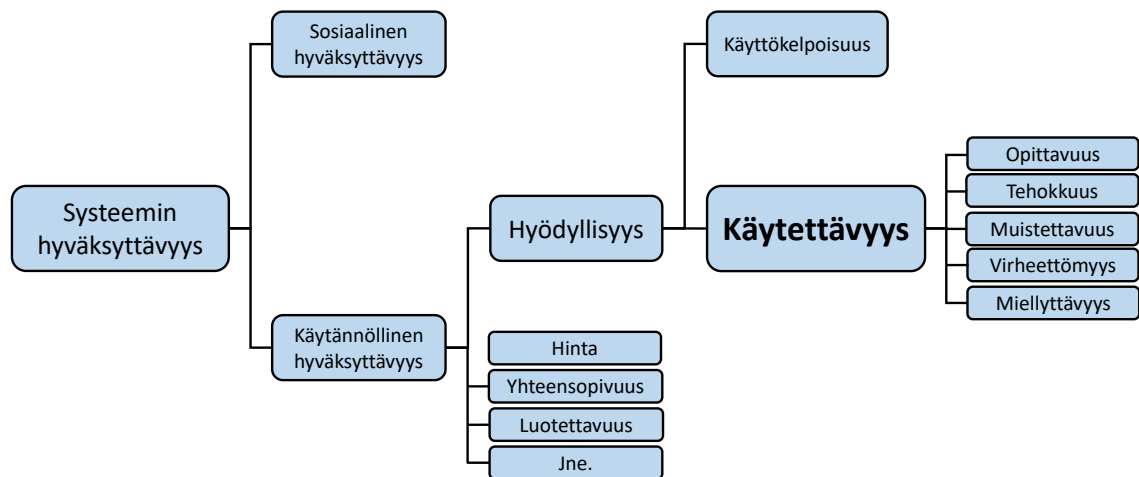 Systeemin
hyväksyttävyys
Sosiaalinen
hyväksyttävyys
Käytännöllinen
hyväksyttävyys
Hyödyllisyys
Hinta
Yhteensopivuus
Luotettavuus
Jne.
Käyttökelpoisuus
Käytettävyys
Opittavuus
Tehokkuus
Muistettavuus
Virheettömyys
Miellyttävyys